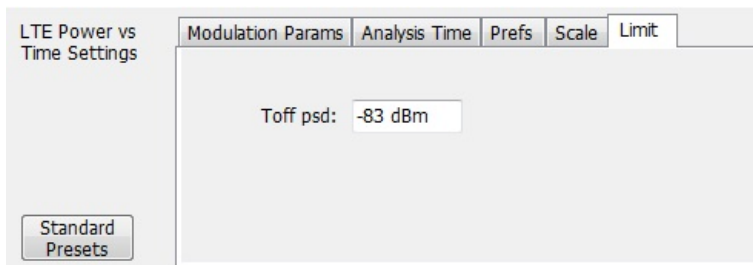 LTE Power vs
Time Settings
Modulation Params Analysis Time Prefs Scale Limit
Toff psd: -83 dBm
Standard
Presets